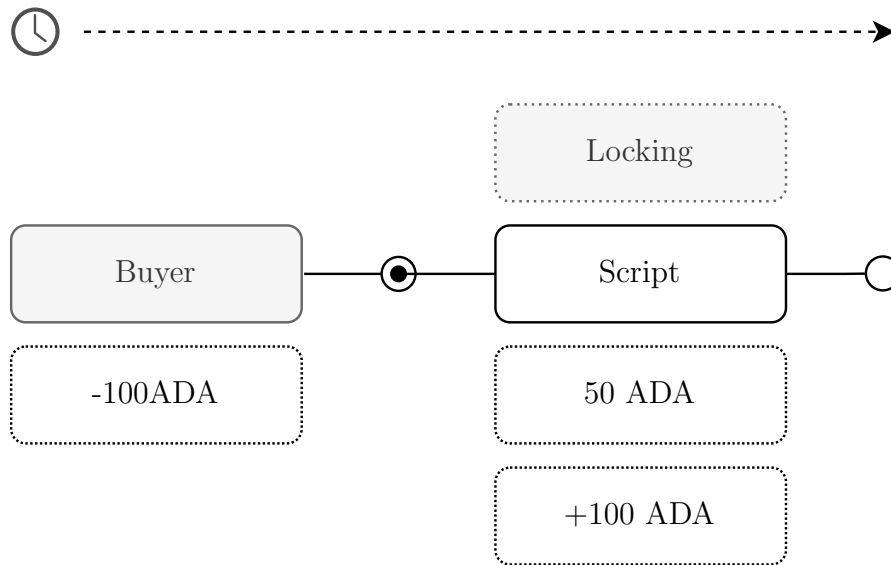 Locking
Buyer
Script
-100ADA
50 ADA
+100 ADA